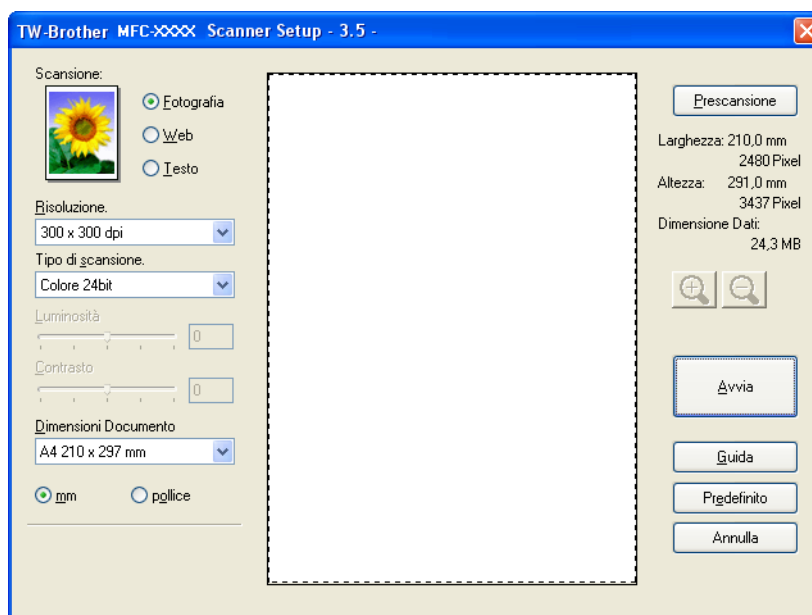 TW-Brother MFC-XXXX Scanner Setup - 3.5 -
Scansione:
Fotografia
Web
Testo
Risoluzione.
300 x 300 dpi
Tipo di scansione.
Colore 24bit
Luminosità
0
Contrasto
0
Dimensioni Documento
A4 210 x 297 mm
mm
pollice
Prescansione
Larghezza: 210,0 mm
2480 Pixel
Altezza: 291,0 mm
3437 Pixel
Dimensione Dati:
24,3 MB
Avvia
Guida
Predefinito
Annulla